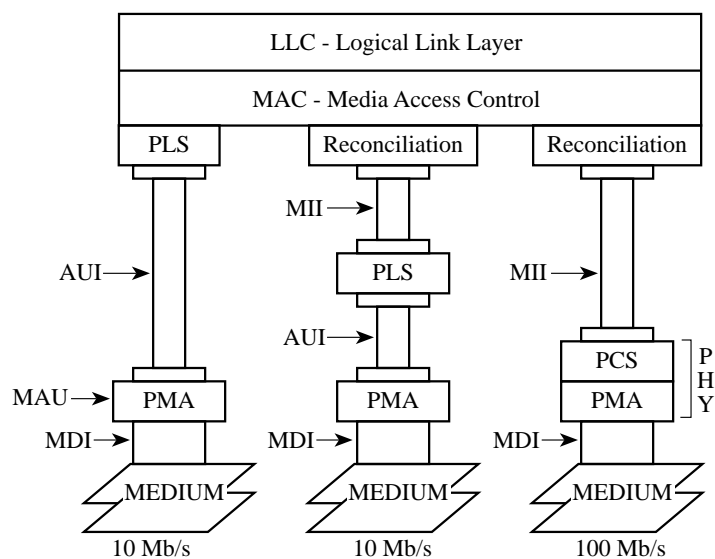 LLC - Logical Link Layer
MAC - Media Access Control
PLS Reconciliation Reconciliation
MII
AUI PLS MII
AUI
PCS P
H
MAU PMA PMA PMA Y
MDI MDI MDI
MEDIUM MEDIUM MEDIUM
10 Mb/s 10 Mb/s 100 Mb/s